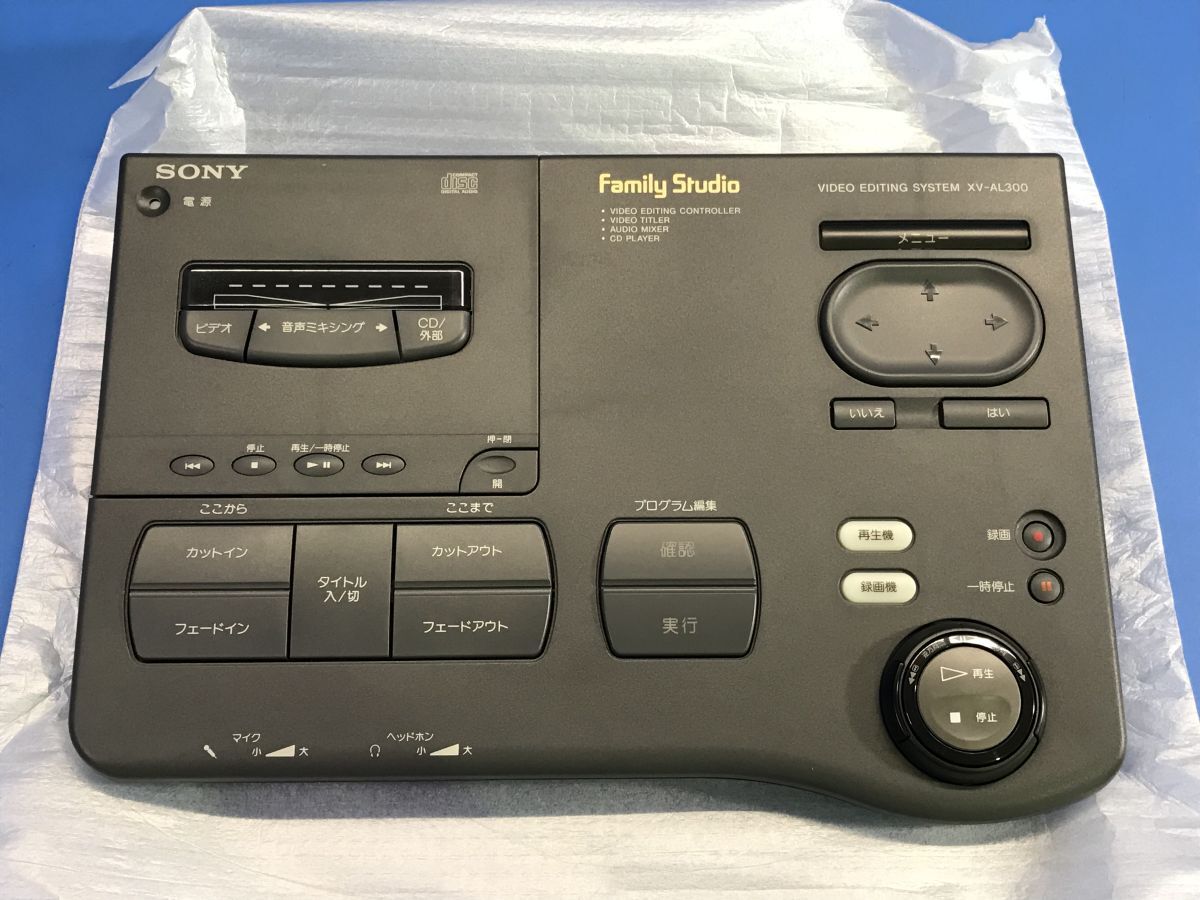 SONY
COMPACT
disc
DIGITAL AUDIO
電源
Family Studio
• VIDEO EDITING CONTROLLER
• VIDEO TITLER
• AUDIO MIXER
• CD PLAYER
VIDEO EDITING SYSTEM XV-AL300
メニュー
ビデオ
音声ミキシング
CD/
外部
いいえ
はい
停止
再生/一時停止
押-閉
開
ここから
ここまで
カットイン
カットアウト
タイトル
入/切
フェードイン
フェードアウト
プログラム編集
確認
実行
再生機
録画
録画機
一時停止
再生
停止
マイク
小 大
ヘッドホン
小 大